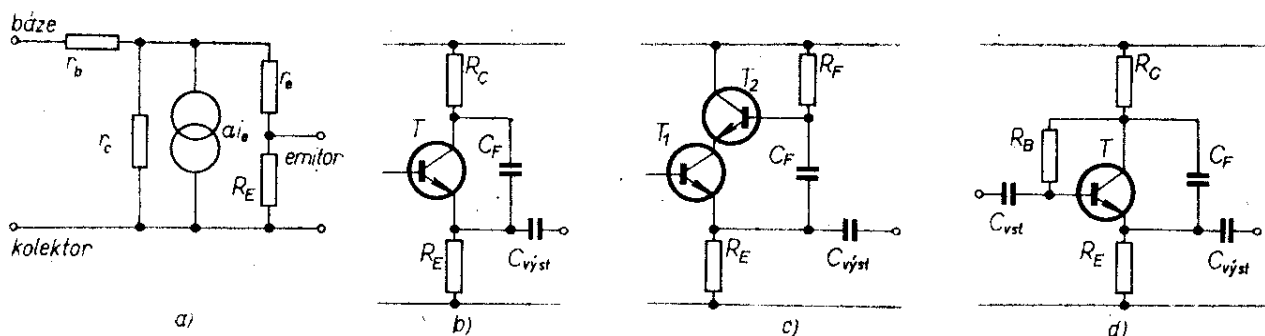 báze
r_b
r_c
αi_e
r_e
emitor
R_E
kolektor
a)
R_C
T
C_F
R_E
C_výst
b)
R_F
T_2
T_1
C_F
R_E
C_výst
c)
R_C
R_B
T
C_F
C_vst
R_E
C_výst
d)